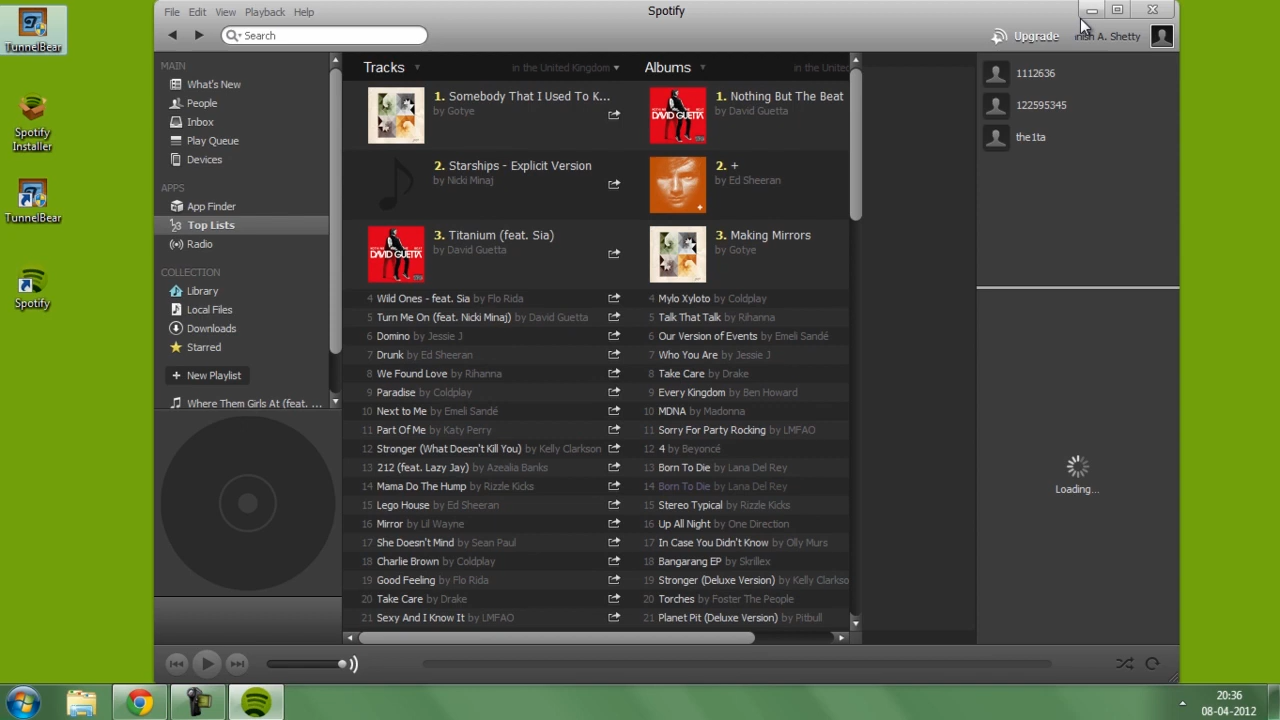 TunnelBear
Spotify
Installer
TunnelBear
Spotify
File Edit View Playback Help
Spotify
Search
Upgrade
A. Shetty
MAIN
What's New
People
Inbox
Play Queue
Devices
APPS
App Finder
Top Lists
Radio
COLLECTION
Library
Local Files
Downloads
Starred
+ New Playlist
Where Them Girls At (feat. ...
Tracks
in the United Kingdom
1. Somebody That I Used To K...
by Gotye
2. Starships - Explicit Version
by Nicki Minaj
DAVID GUETTA
3. Titanium (feat. Sia)
by David Guetta
4 Wild Ones - feat. Sia by Flo Rida
5 Turn Me On (feat. Nicki Minaj) by David Guetta
6 Domino by Jessie J
7 Drunk by Ed Sheeran
8 We Found Love by Rihanna
9 Paradise by Coldplay
10 Next to Me by Emeli Sandé
11 Part Of Me by Katy Perry
12 Stronger (What Doesn't Kill You) by Kelly Clarkson
13 212 (feat. Lazy Jay) by Azealia Banks
14 Mama Do The Hump by Rizzle Kicks
15 Lego House by Ed Sheeran
16 Mirror by Lil Wayne
17 She Doesn't Mind by Sean Paul
18 Charlie Brown by Coldplay
19 Good Feeling by Flo Rida
20 Take Care by Drake
21 Sexy And I Know It by LMFAO
Albums
in the United
DAVID GUETTA
1. Nothing But The Beat
by David Guetta
2. +
by Ed Sheeran
3. Making Mirrors
by Gotye
4 Mylo Xyloto by Coldplay
5 Talk That Talk by Rihanna
6 Our Version of Events by Emeli Sandé
7 Who You Are by Jessie J
8 Take Care by Drake
9 Every Kingdom by Ben Howard
10 MDNA by Madonna
11 Sorry For Party Rocking by LMFAO
12 4 by Beyoncé
13 Born To Die by Lana Del Rey
14 Born To Die by Lana Del Rey
15 Stereo Typical by Rizzle Kicks
16 Up All Night by One Direction
17 In Case You Didn't Know by Olly Murs
18 Bangarang EP by Skrillex
19 Stronger (Deluxe Version) by Kelly Clarkso
20 Torches by Foster The People
21 Planet Pit (Deluxe Version) by Pitbull
1112636
122595345
the1ta
Loading...
20:36
08-04-2012